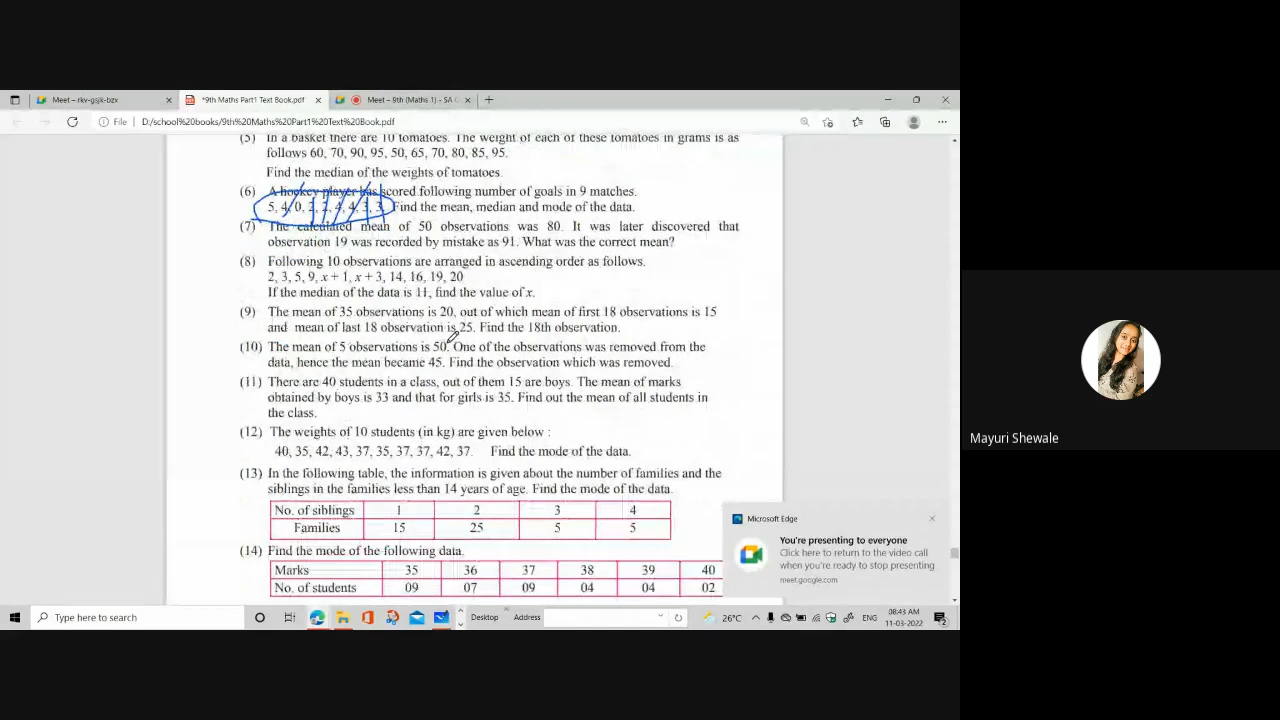 Meet – rkv-gsjk-bzx
*9th Maths Part1 Text Book.pdf
Meet – 9th (Maths 1) - SA
File D:/school%20books/9th%20Maths%20Part1%20Text%20Book.pdf
(5) In a basket there are 10 tomatoes. The weight of each of these tomatoes in grams is as
follows 60, 70, 90, 95, 50, 65, 70, 80, 85, 95.
Find the median of the weights of tomatoes.
(6) A hockey player has scored following number of goals in 9 matches.
5, 4, 0, 2, 2, 4, 4, 3, 3. Find the mean, median and mode of the data.
(7) The calculated mean of 50 observations was 80. It was later discovered that
observation 19 was recorded by mistake as 91. What was the correct mean?
(8) Following 10 observations are arranged in ascending order as follows.
2, 3, 5, 9, x + 1, x + 3, 14, 16, 19, 20
If the median of the data is 11, find the value of x.
(9) The mean of 35 observations is 20, out of which mean of first 18 observations is 15
and mean of last 18 observation is 25. Find the 18th observation.
(10) The mean of 5 observations is 50. One of the observations was removed from the
data, hence the mean became 45. Find the observation which was removed.
(11) There are 40 students in a class, out of them 15 are boys. The mean of marks
obtained by boys is 33 and that for girls is 35. Find out the mean of all students in
the class.
(12) The weights of 10 students (in kg) are given below :
40, 35, 42, 43, 37, 35, 37, 37, 42, 37. Find the mode of the data.
(13) In the following table, the information is given about the number of families and the
siblings in the families less than 14 years of age. Find the mode of the data.
No. of siblings 1 2 3 4
Families 15 25 5 5
(14) Find the mode of the following data.
Marks 35 36 37 38 39 40
No. of students 09 07 09 04 04 02
Microsoft Edge
You're presenting to everyone
Click here to return to the video call
when you're ready to stop presenting
meet.google.com
Mayuri Shewale
Type here to search
Desktop
Address
26°C
ENG
08:43 AM
11-03-2022
2